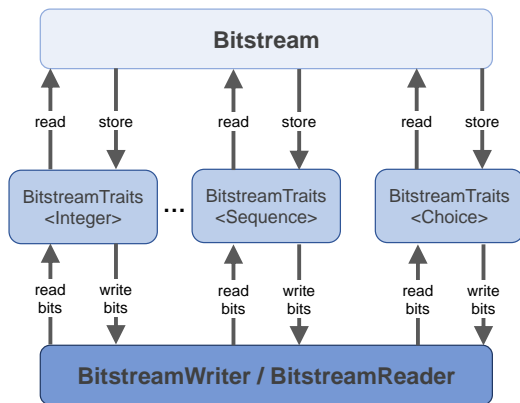 Bitstream
read store read store read store
BitstreamTraits
<Integer>
...
BitstreamTraits
<Sequence>
BitstreamTraits
<Choice>
read
bits
write
bits
read
bits
write
bits
read
bits
write
bits
BitstreamWriter / BitstreamReader